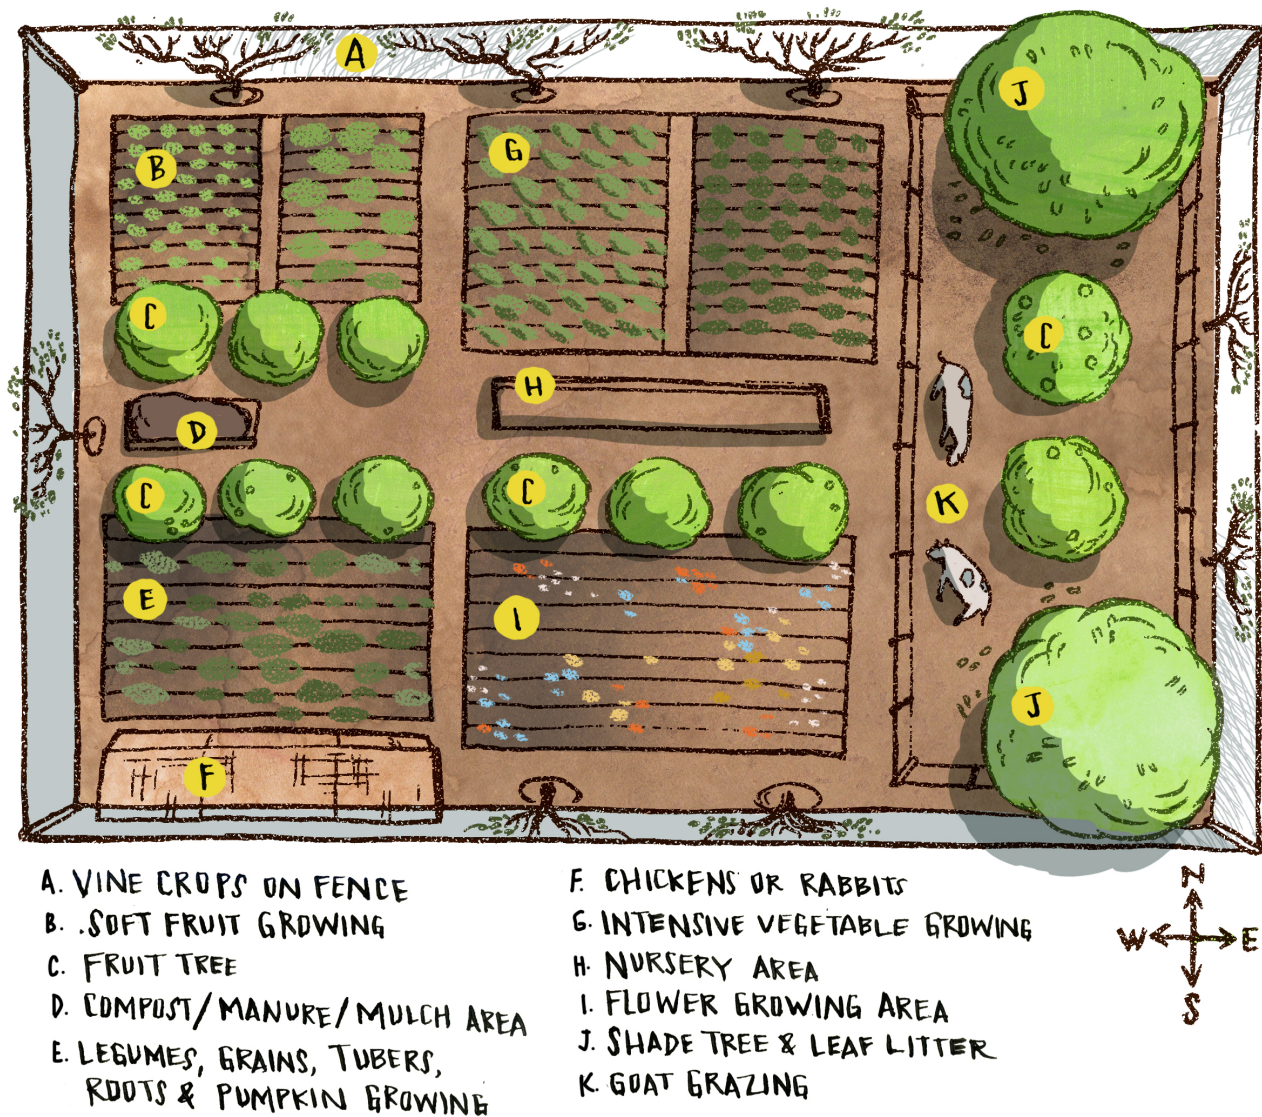 A
J
G
B
C
C
H
D
C
C
K
E
I
J
F
A. VINE CROPS ON FENCE
B. .SOFT FRUIT GROWING
C. FRUIT TREE
D. COMPOST/MANURE/MULCH AREA
E. LEGUMES, GRAINS, TUBERS,
ROOTS & PUMPKIN GROWING
F. CHICKENS OR RABBITS
G. INTENSIVE VEGETABLE GROWING
H. NURSERY AREA
I. FLOWER GROWING AREA
J. SHADE TREE & LEAF LITTER
K. GOAT GRAZING
N
W E
S